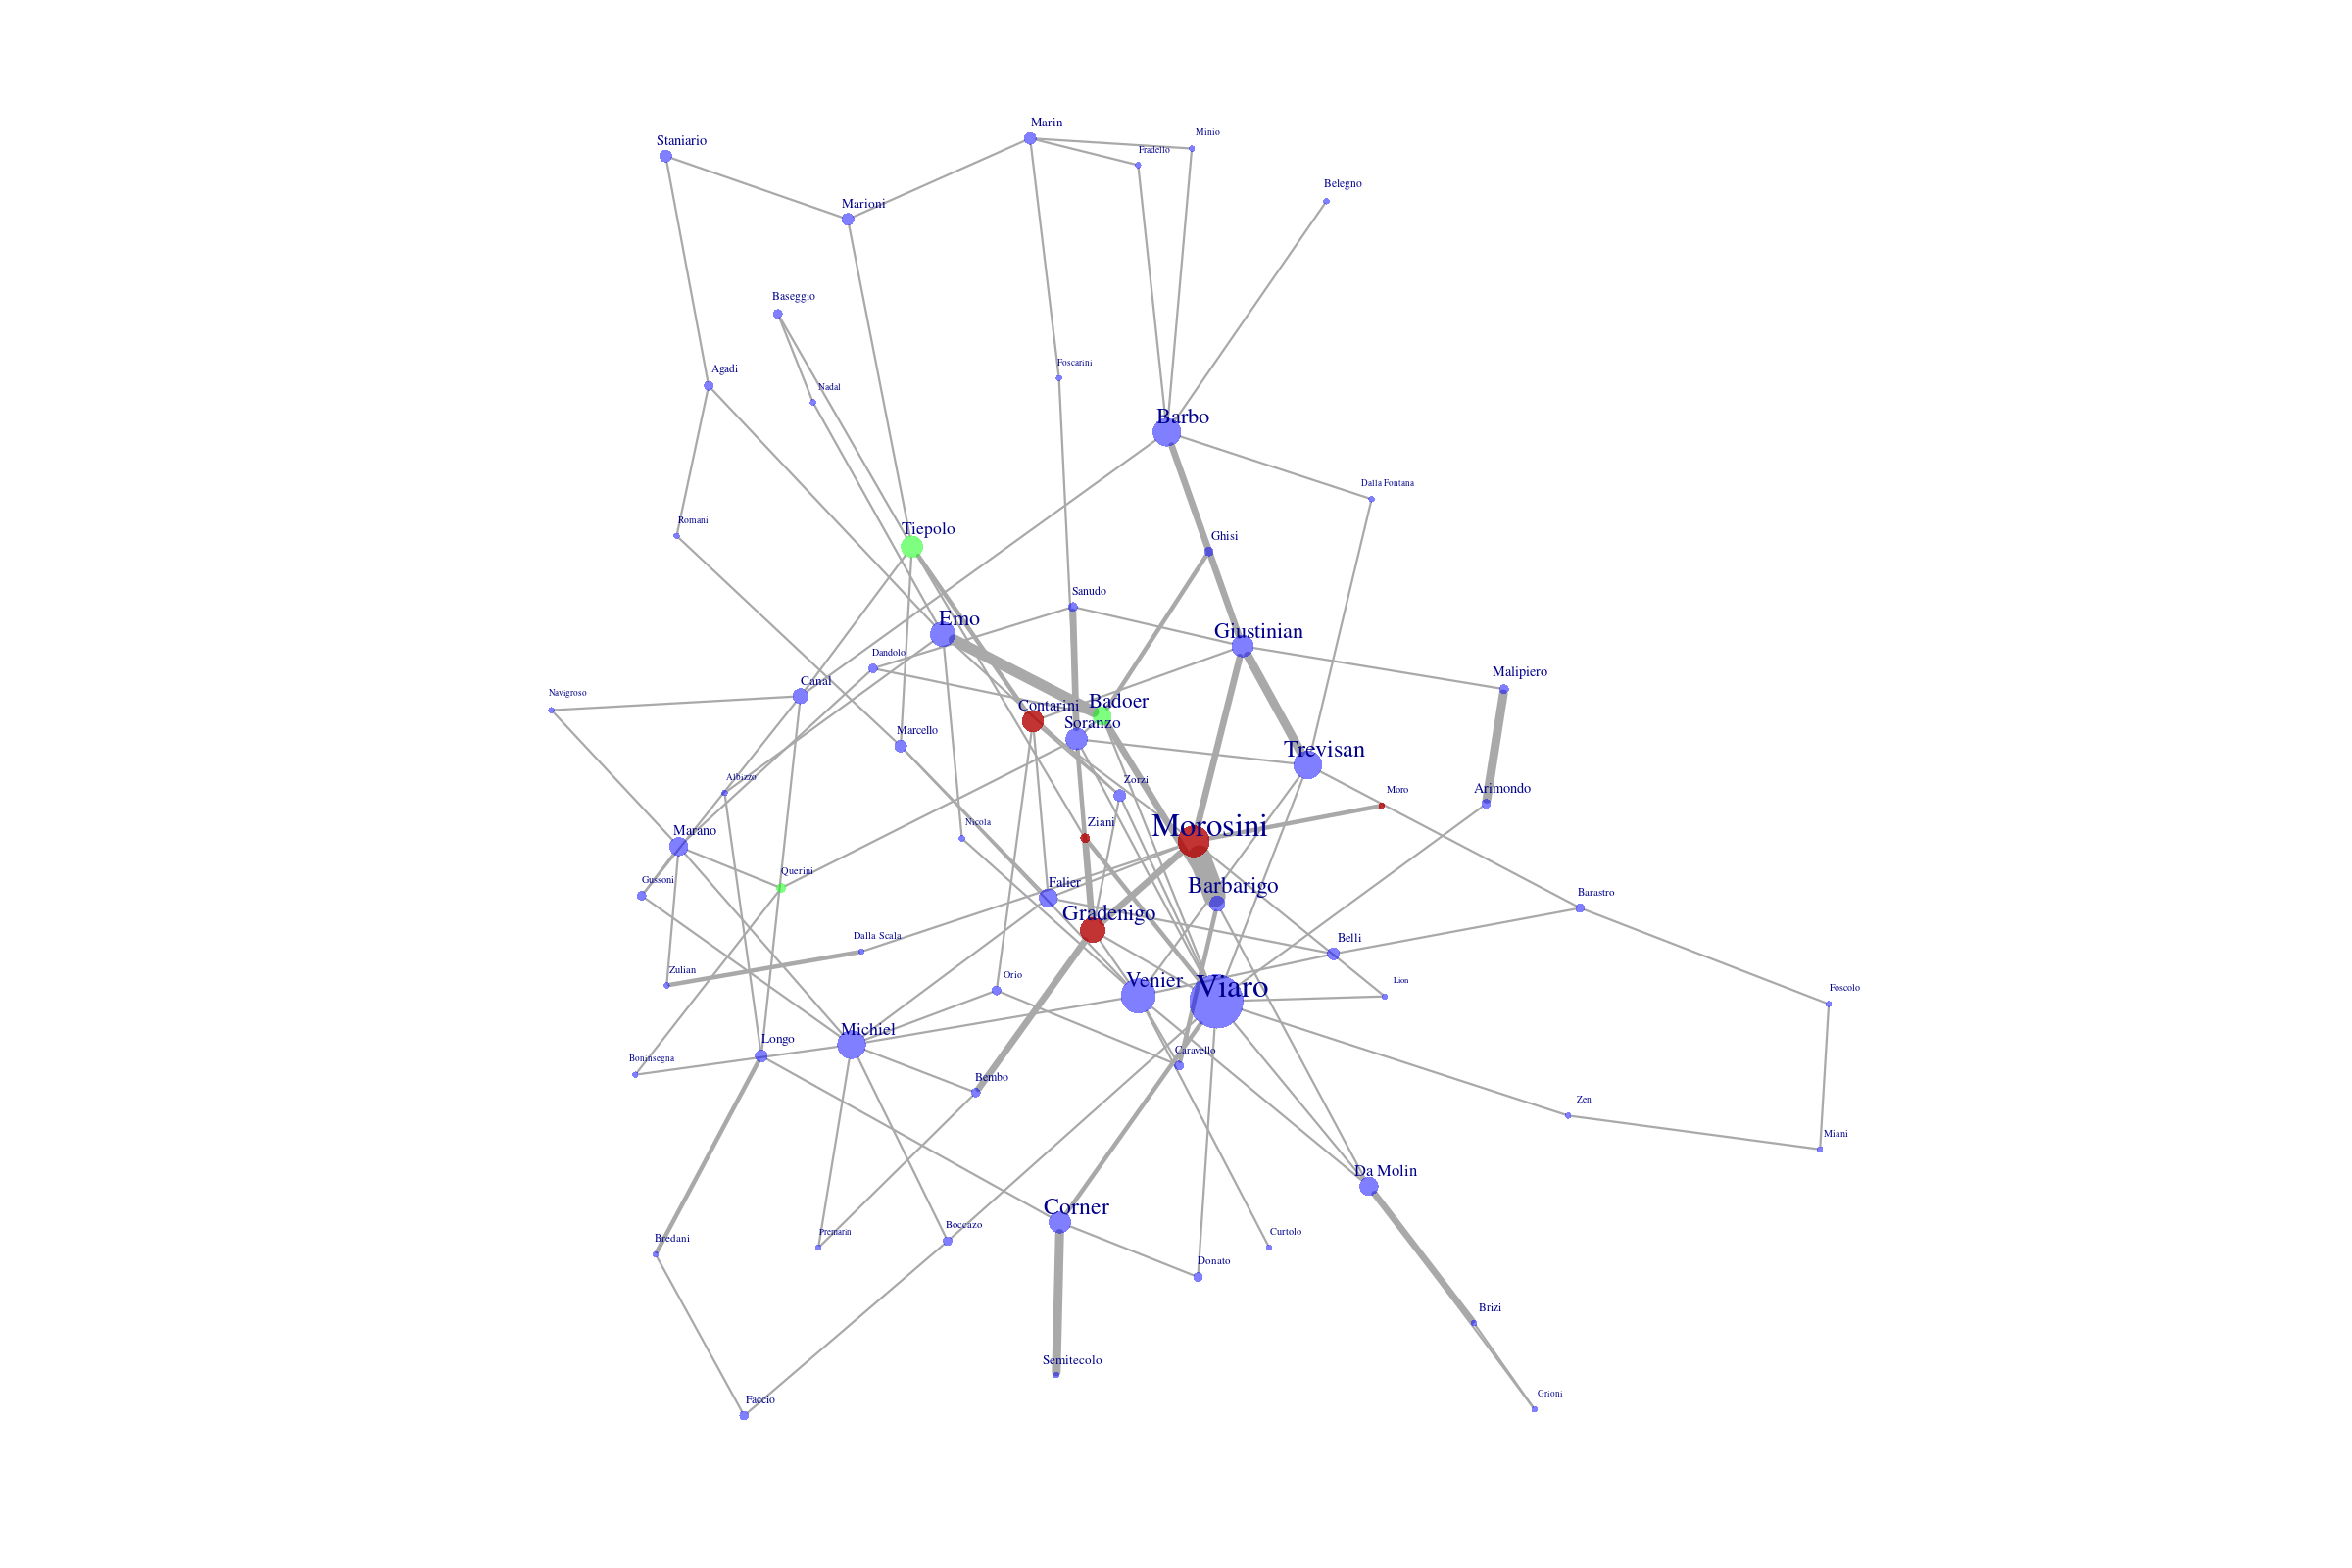 Marin
Minio
Staniario
Fradello
Belegno
Marioni
Baseggio
Foscarini
Agadi
Nadal
Barbo
Dalla Fontana
Romani
Tiepolo
Ghisi
Sanudo
Emo
Giustinian
Dandolo
Malipiero
Canal
Navigroso
Badoer
Contarini
Soranzo
Marcello
Trevisan
Albizzo
Zorzi
Moro
Arimondo
Nicola
Ziani
Morosini
Marano
Querini
Gussoni
Falier
Barbarigo
Barastro
Gradenigo
Dalla Scala
Belli
Zulian
Orio
Venier
Viaro
Lion
Foscolo
Michiel
Longo
Boninsegna
Caravello
Bembo
Zen
Miani
Da Molin
Corner
Boccazo
Premarin
Bredani
Curtolo
Donato
Brizi
Semitecolo
Grioni
Faccio